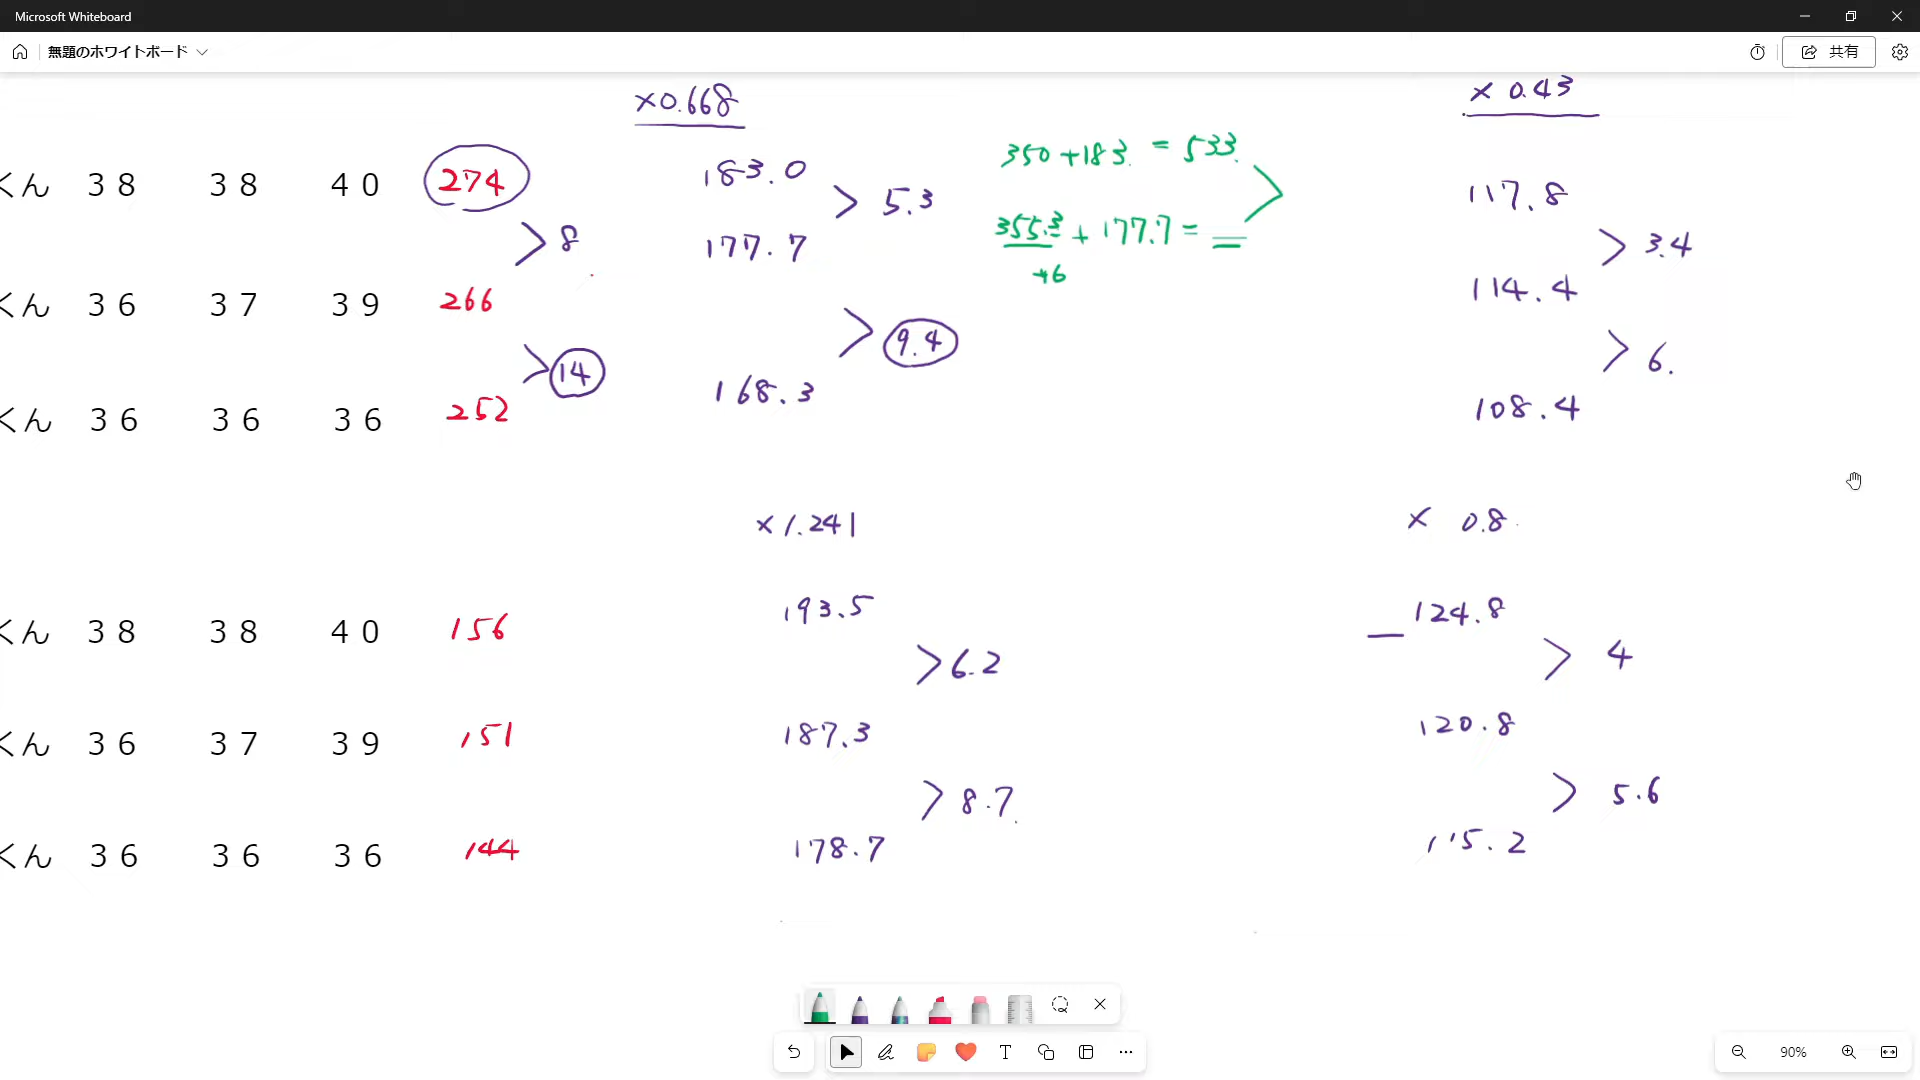 Microsoft Whiteboard
無題のホワイトボード
共有
×0.668
× 0.43
くん 38 38 40 274
183.0
> 5.3
350+183. = 533.
>
117.8
> 8
177.7
355.3 + 177.7 =
+6
> 3.4
くん 36 37 39 266
114.4
> 14
> 9.4
> 6.
くん 36 36 36 252
168.3
108.4
×1.241
× 0.8
くん 38 38 40 156
193.5
124.8
> 6.2
> 4
くん 36 37 39 151
187.3
120.8
> 8.7
> 5.6
くん 36 36 36 144
178.7
115.2
90%